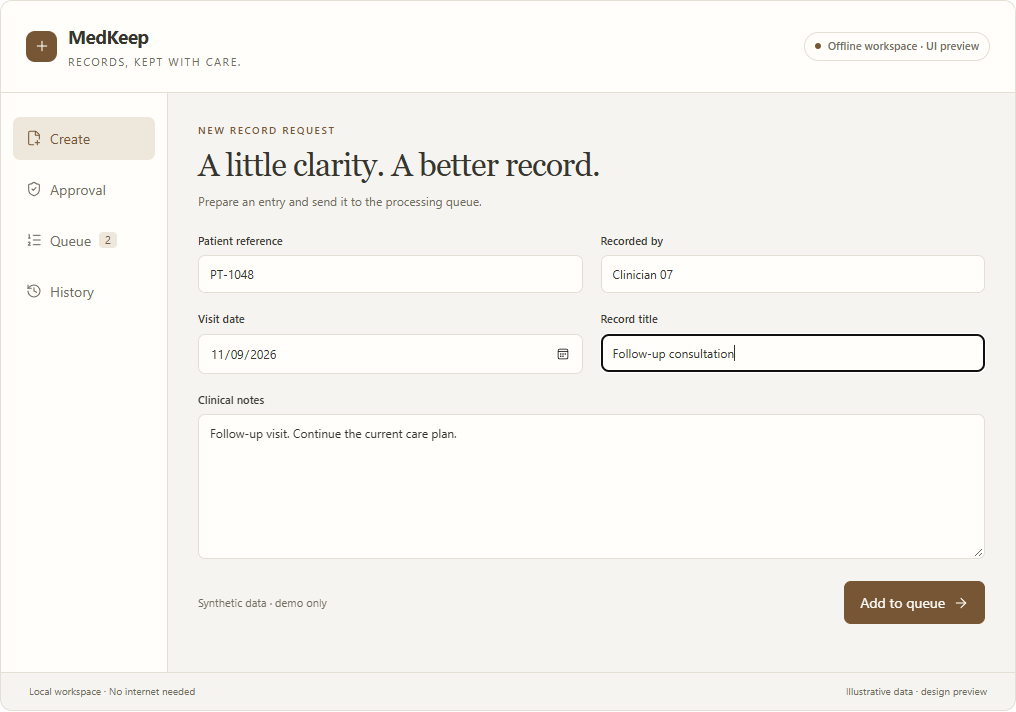 MedKeep
RECORDS, KEPT WITH CARE.
Offline workspace · UI preview
Create
Approval
Queue 2
History
NEW RECORD REQUEST
A little clarity. A better record.
Prepare an entry and send it to the processing queue.
Patient reference
PT-1048
Recorded by
Clinician 07
Visit date
11/09/2026
Record title
Follow-up consultation
Clinical notes
Follow-up visit. Continue the current care plan.
Synthetic data · demo only
Add to queue →
Local workspace · No internet needed
Illustrative data · design preview